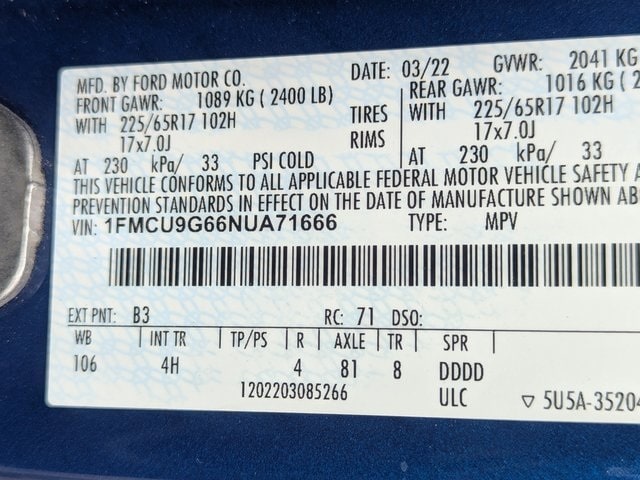 MFD. BY FORD MOTOR CO. DATE: 03/22 GVWR: 2041 KG
FRONT GAWR: 1089 KG ( 2400 LB) REAR GAWR: 1016 KG ( 2
WITH 225/65R17 102H TIRES WITH 225/65R17 102H
17x7.0J RIMS 17x7.0J
AT 230 kPa/ 33 PSI COLD AT 230 kPa/ 33
THIS VEHICLE CONFORMS TO ALL APPLICABLE FEDERAL MOTOR VEHICLE SAFETY A
PREVENTION STANDARDS IN EFFECT ON THE DATE OF MANUFACTURE SHOWN AB
VIN: 1FMCU9G66NUA71666 TYPE: MPV
EXT PNT: B3 RC: 71 DSO:
WB | INT TR | TP/PS | R | AXLE | TR | SPR
106 4H 4 81 8 DDDD
1202203085266 ULC ▽ 5U5A-35204